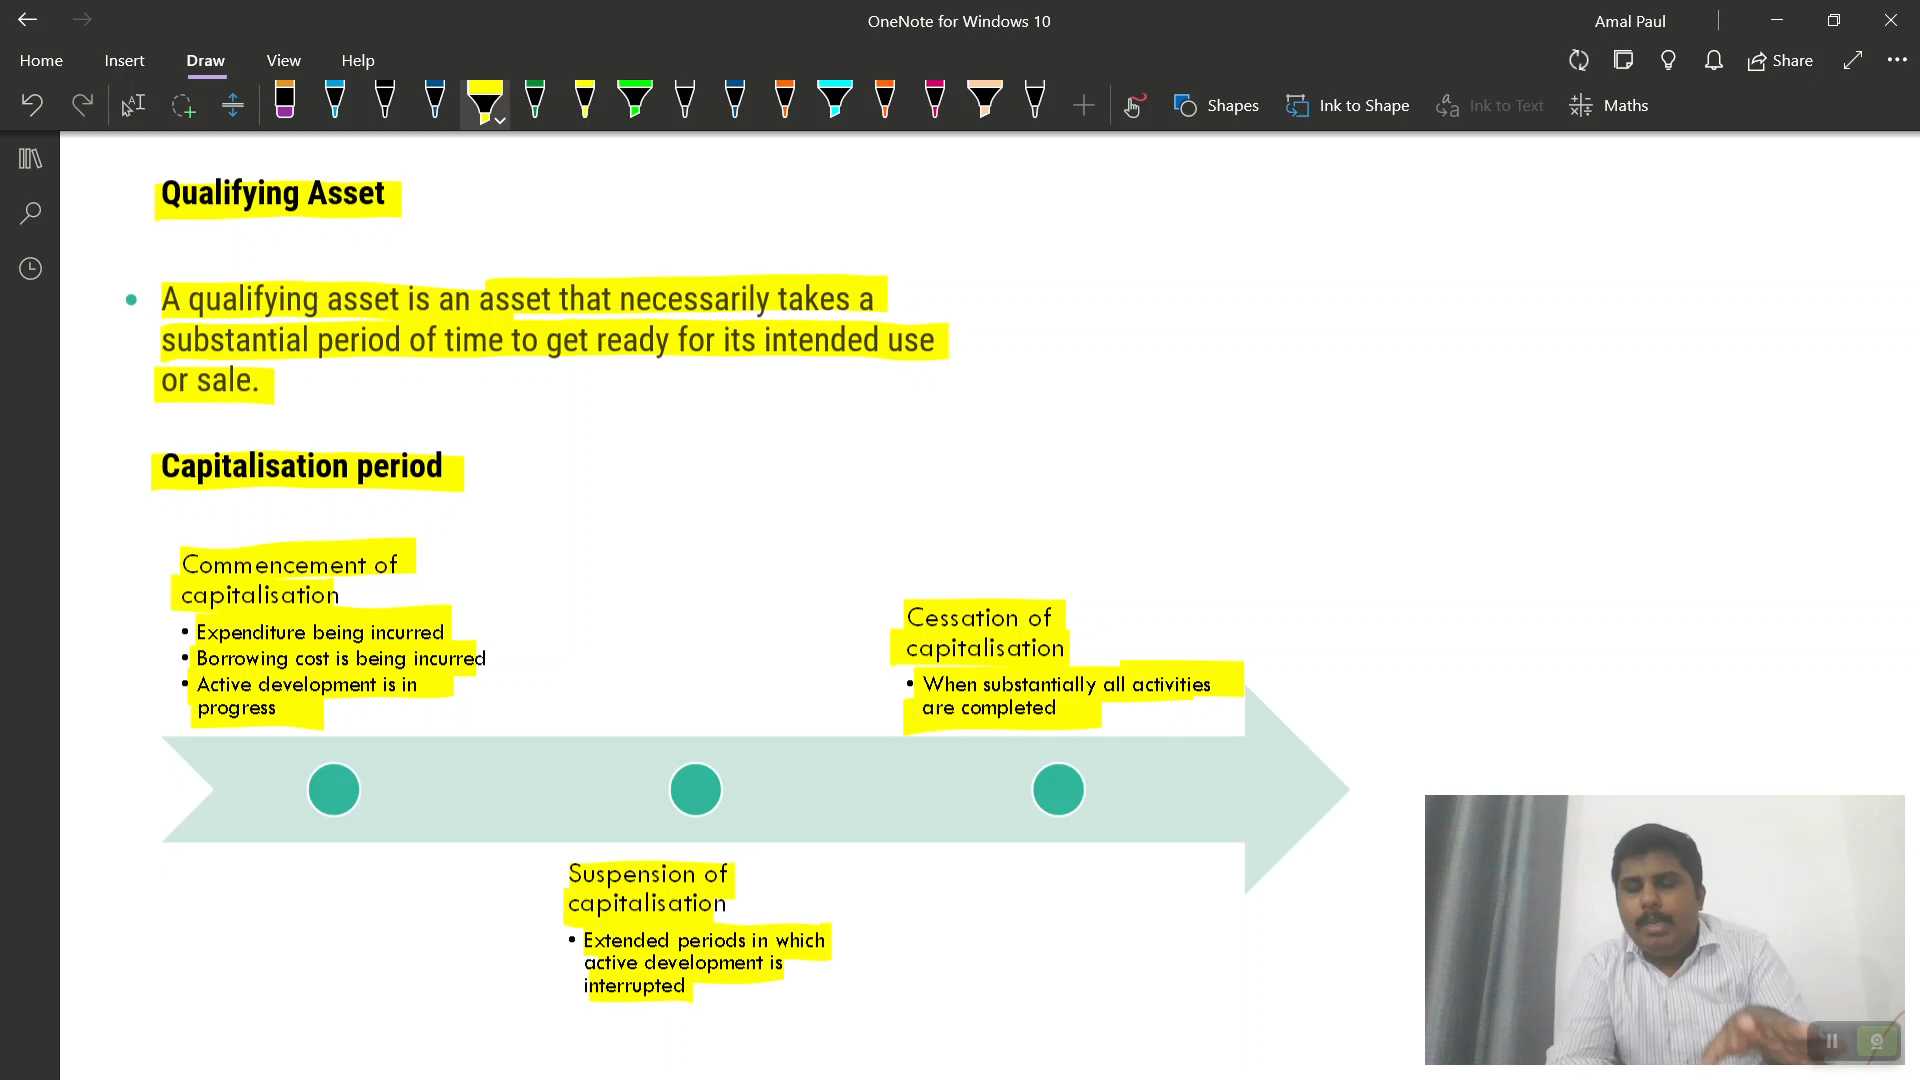 OneNote for Windows 10
Amal Paul
Home Insert Draw View Help
Share
Shapes Ink to Shape Ink to Text Maths
Qualifying Asset
• A qualifying asset is an asset that necessarily takes a
substantial period of time to get ready for its intended use
or sale.
Capitalisation period
Commencement of
capitalisation
• Expenditure being incurred
• Borrowing cost is being incurred
• Active development is in
progress
Cessation of
capitalisation
• When substantially all activities
are completed
Suspension of
capitalisation
• Extended periods in which
active development is
interrupted